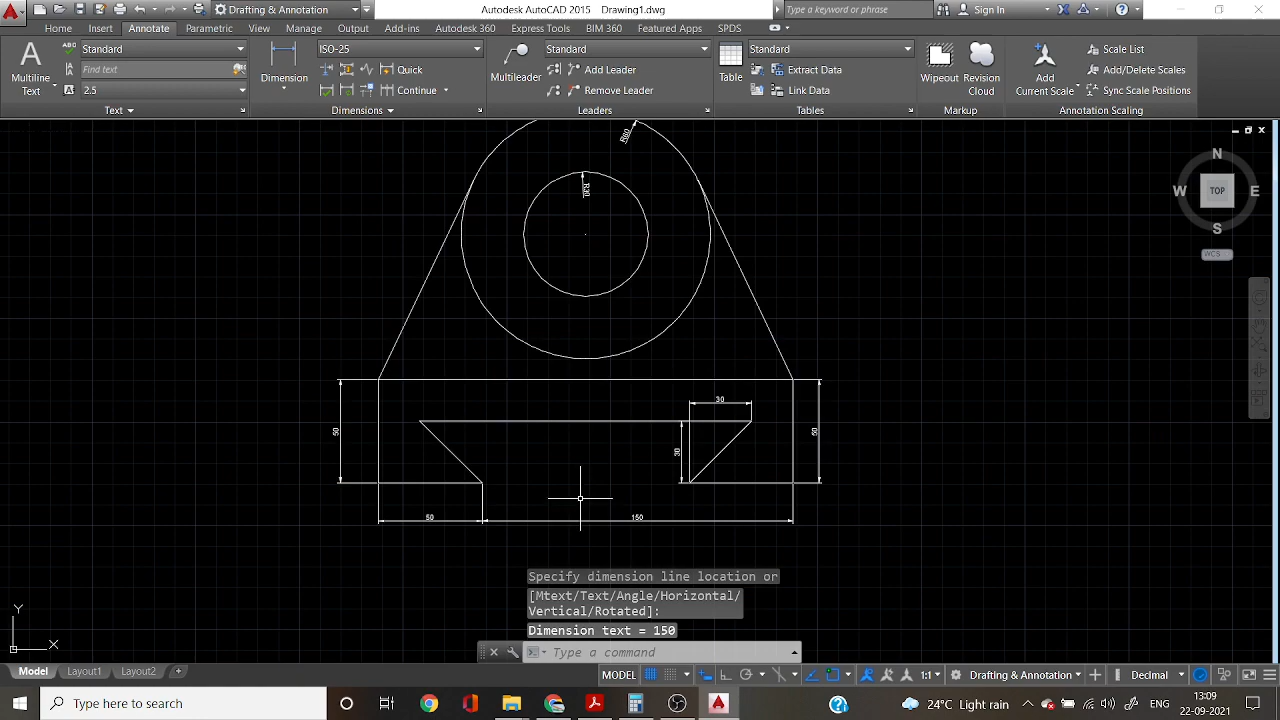 Drafting & Annotation
Autodesk AutoCAD 2015 Drawing1.dwg
Type a keyword or phrase
Sign In
Home Insert Annotate Parametric View Manage Output Add-ins Autodesk 360 Express Tools BIM 360 Featured Apps SPDS
Multiline
Text
ABC
Standard
Find text
2.5
Text
Dimension
ISO-25
Quick
Continue
Dimensions
Multileader
Standard
Add Leader
Remove Leader
Leaders
Table
Standard
Extract Data
Link Data
Tables
Wipeout
Revision
Cloud
Markup
Add
Current Scale
Scale List
Add/Delete Scales
Sync Scale Positions
Annotation Scaling
N
W TOP E
S
WCS
R60
R30
30
50
30
50
50
150
Specify dimension line location or
[Mtext/Text/Angle/Horizontal/
Vertical/Rotated]:
Dimension text = 150
Type a command
Y
X
Model Layout1 Layout2
MODEL
1:1
Drafting & Annotation
Decimal
Type here to search
24°C Light rain
ENG
13:09
22-09-2021